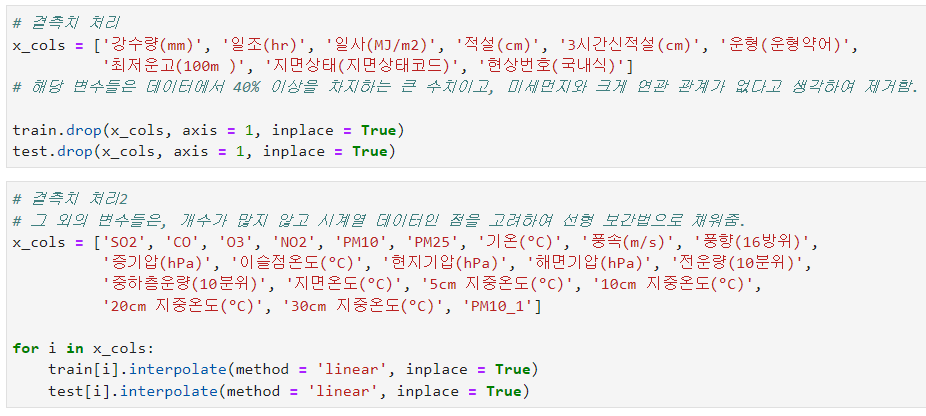 # 결측치 처리
x_cols = ['강수량(mm)', '일조(hr)', '일사(MJ/m2)', '적설(cm)', '3시간신적설(cm)', '운형(운형약어)',
'최저운고(100m )', '지면상태(지면상태코드)', '현상번호(국내식)']
# 해당 변수들은 데이터에서 40% 이상을 차지하는 큰 수치이고, 미세먼지와 크게 연관 관계가 없다고 생각하여 제거함.
train.drop(x_cols, axis = 1, inplace = True)
test.drop(x_cols, axis = 1, inplace = True)
# 결측치 처리2
# 그 외의 변수들은, 개수가 많지 않고 시계열 데이터인 점을 고려하여 선형 보간법으로 채워줌.
x_cols = ['SO2', 'CO', 'O3', 'NO2', 'PM10', 'PM25', '기온(°C)', '풍속(m/s)', '풍향(16방위)',
'증기압(hPa)', '이슬점온도(°C)', '현지기압(hPa)', '해면기압(hPa)', '전운량(10분위)',
'중하층운량(10분위)', '지면온도(°C)', '5cm 지중온도(°C)', '10cm 지중온도(°C)',
'20cm 지중온도(°C)', '30cm 지중온도(°C)', 'PM10_1']
for i in x_cols:
train[i].interpolate(method = 'linear', inplace = True)
test[i].interpolate(method = 'linear', inplace = True)